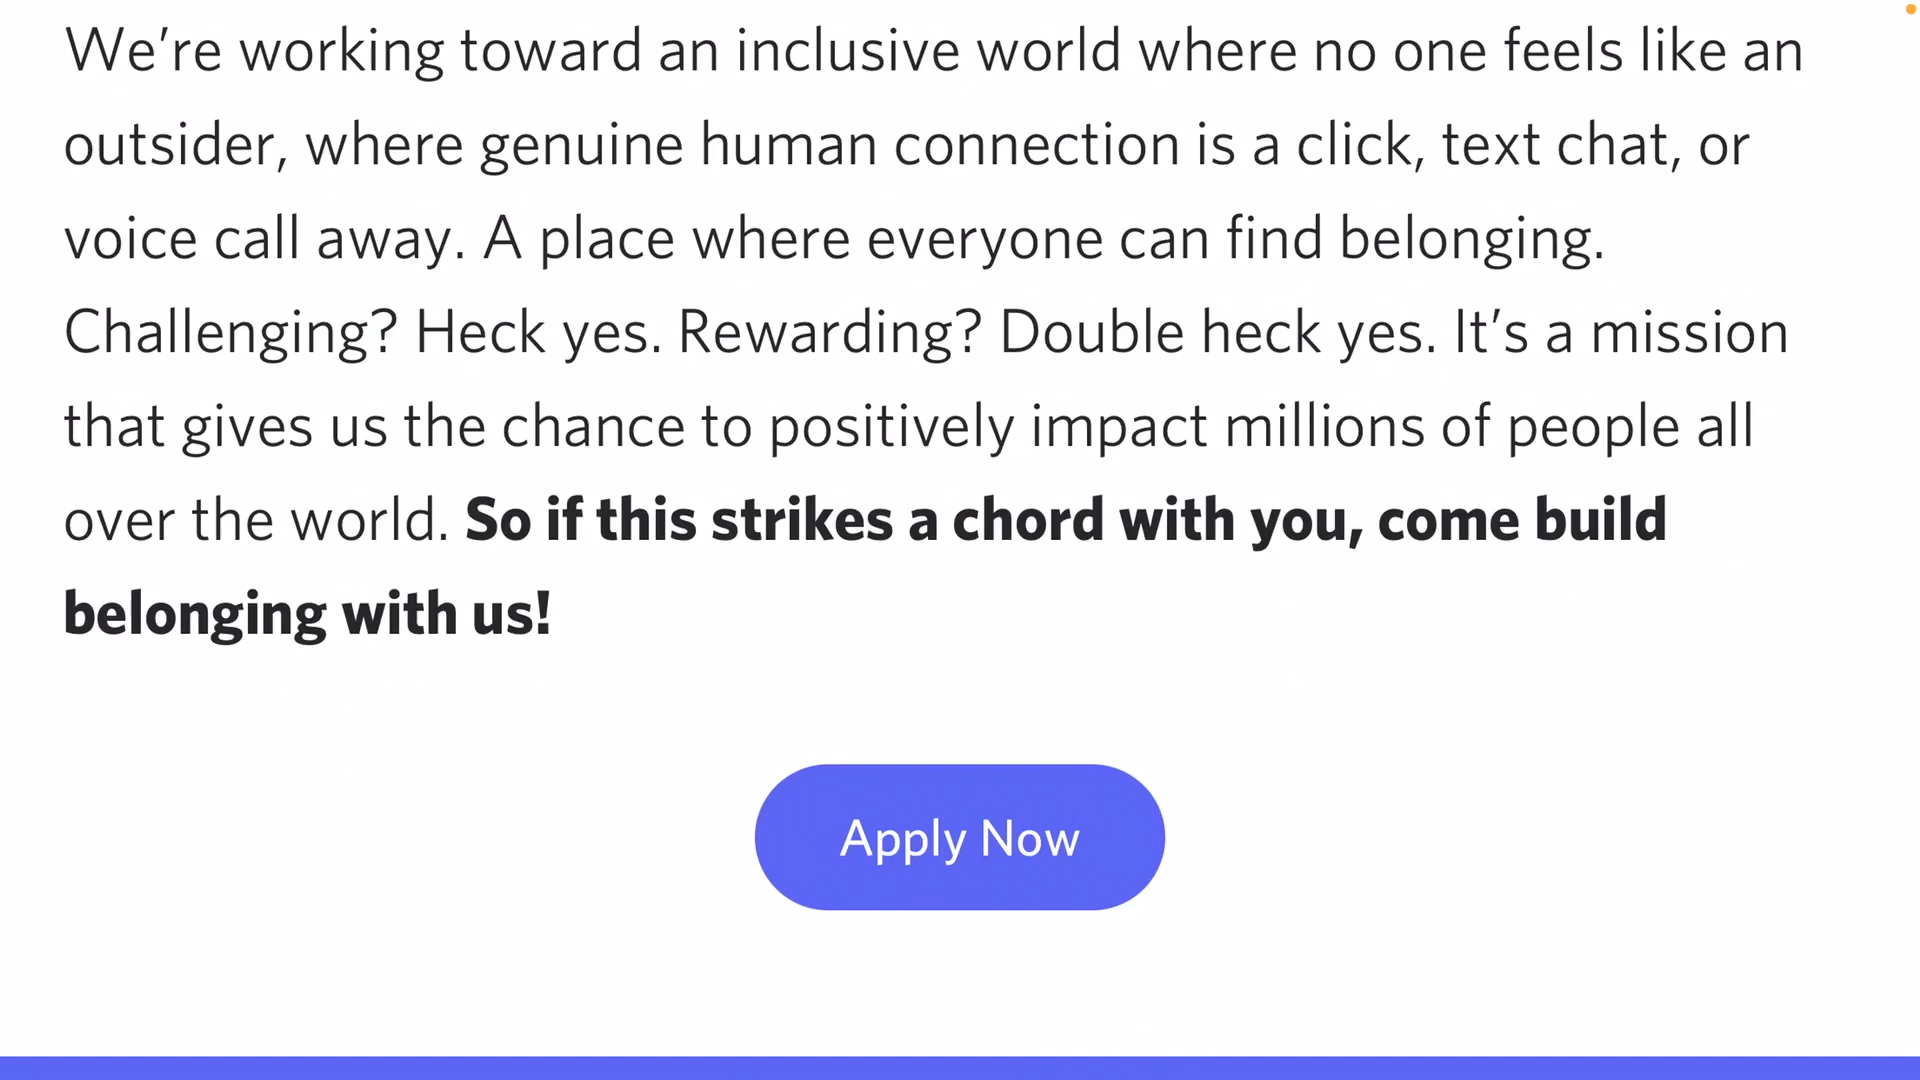 We’re working toward an inclusive world where no one feels like an
outsider, where genuine human connection is a click, text chat, or
voice call away. A place where everyone can find belonging.
Challenging? Heck yes. Rewarding? Double heck yes. It’s a mission
that gives us the chance to positively impact millions of people all
over the world. So if this strikes a chord with you, come build
belonging with us!
Apply Now